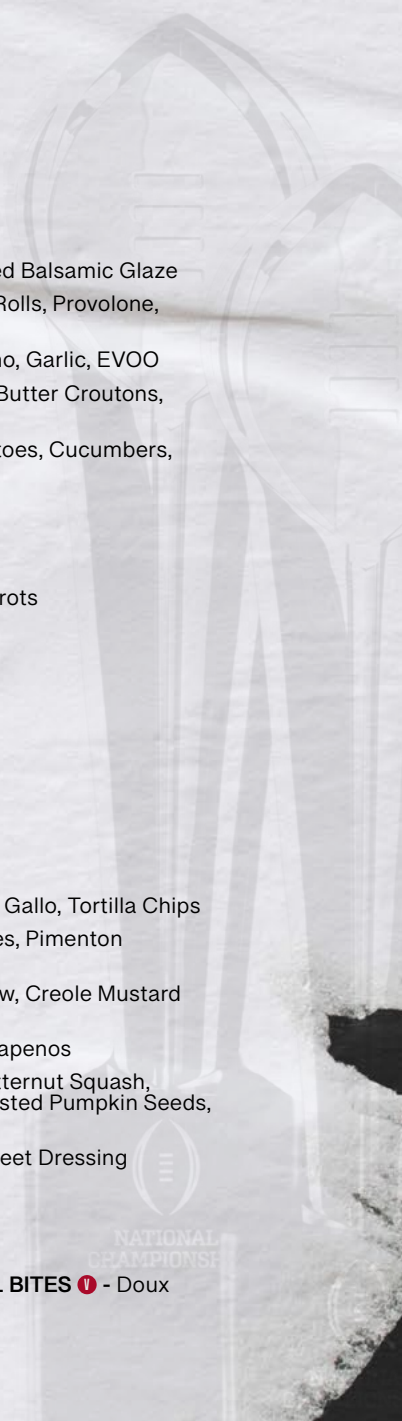 ed Balsamic Glaze
Rolls, Provolone,
no, Garlic, EVOO
Butter Croutons,
toes, Cucumbers,
rots
Gallo, Tortilla Chips
es, Pimenton
w, Creole Mustard
apenos
ternut Squash,
sted Pumpkin Seeds,
eet Dressing
NATIONAL
CHAMPIONSH
L BITES V - Doux